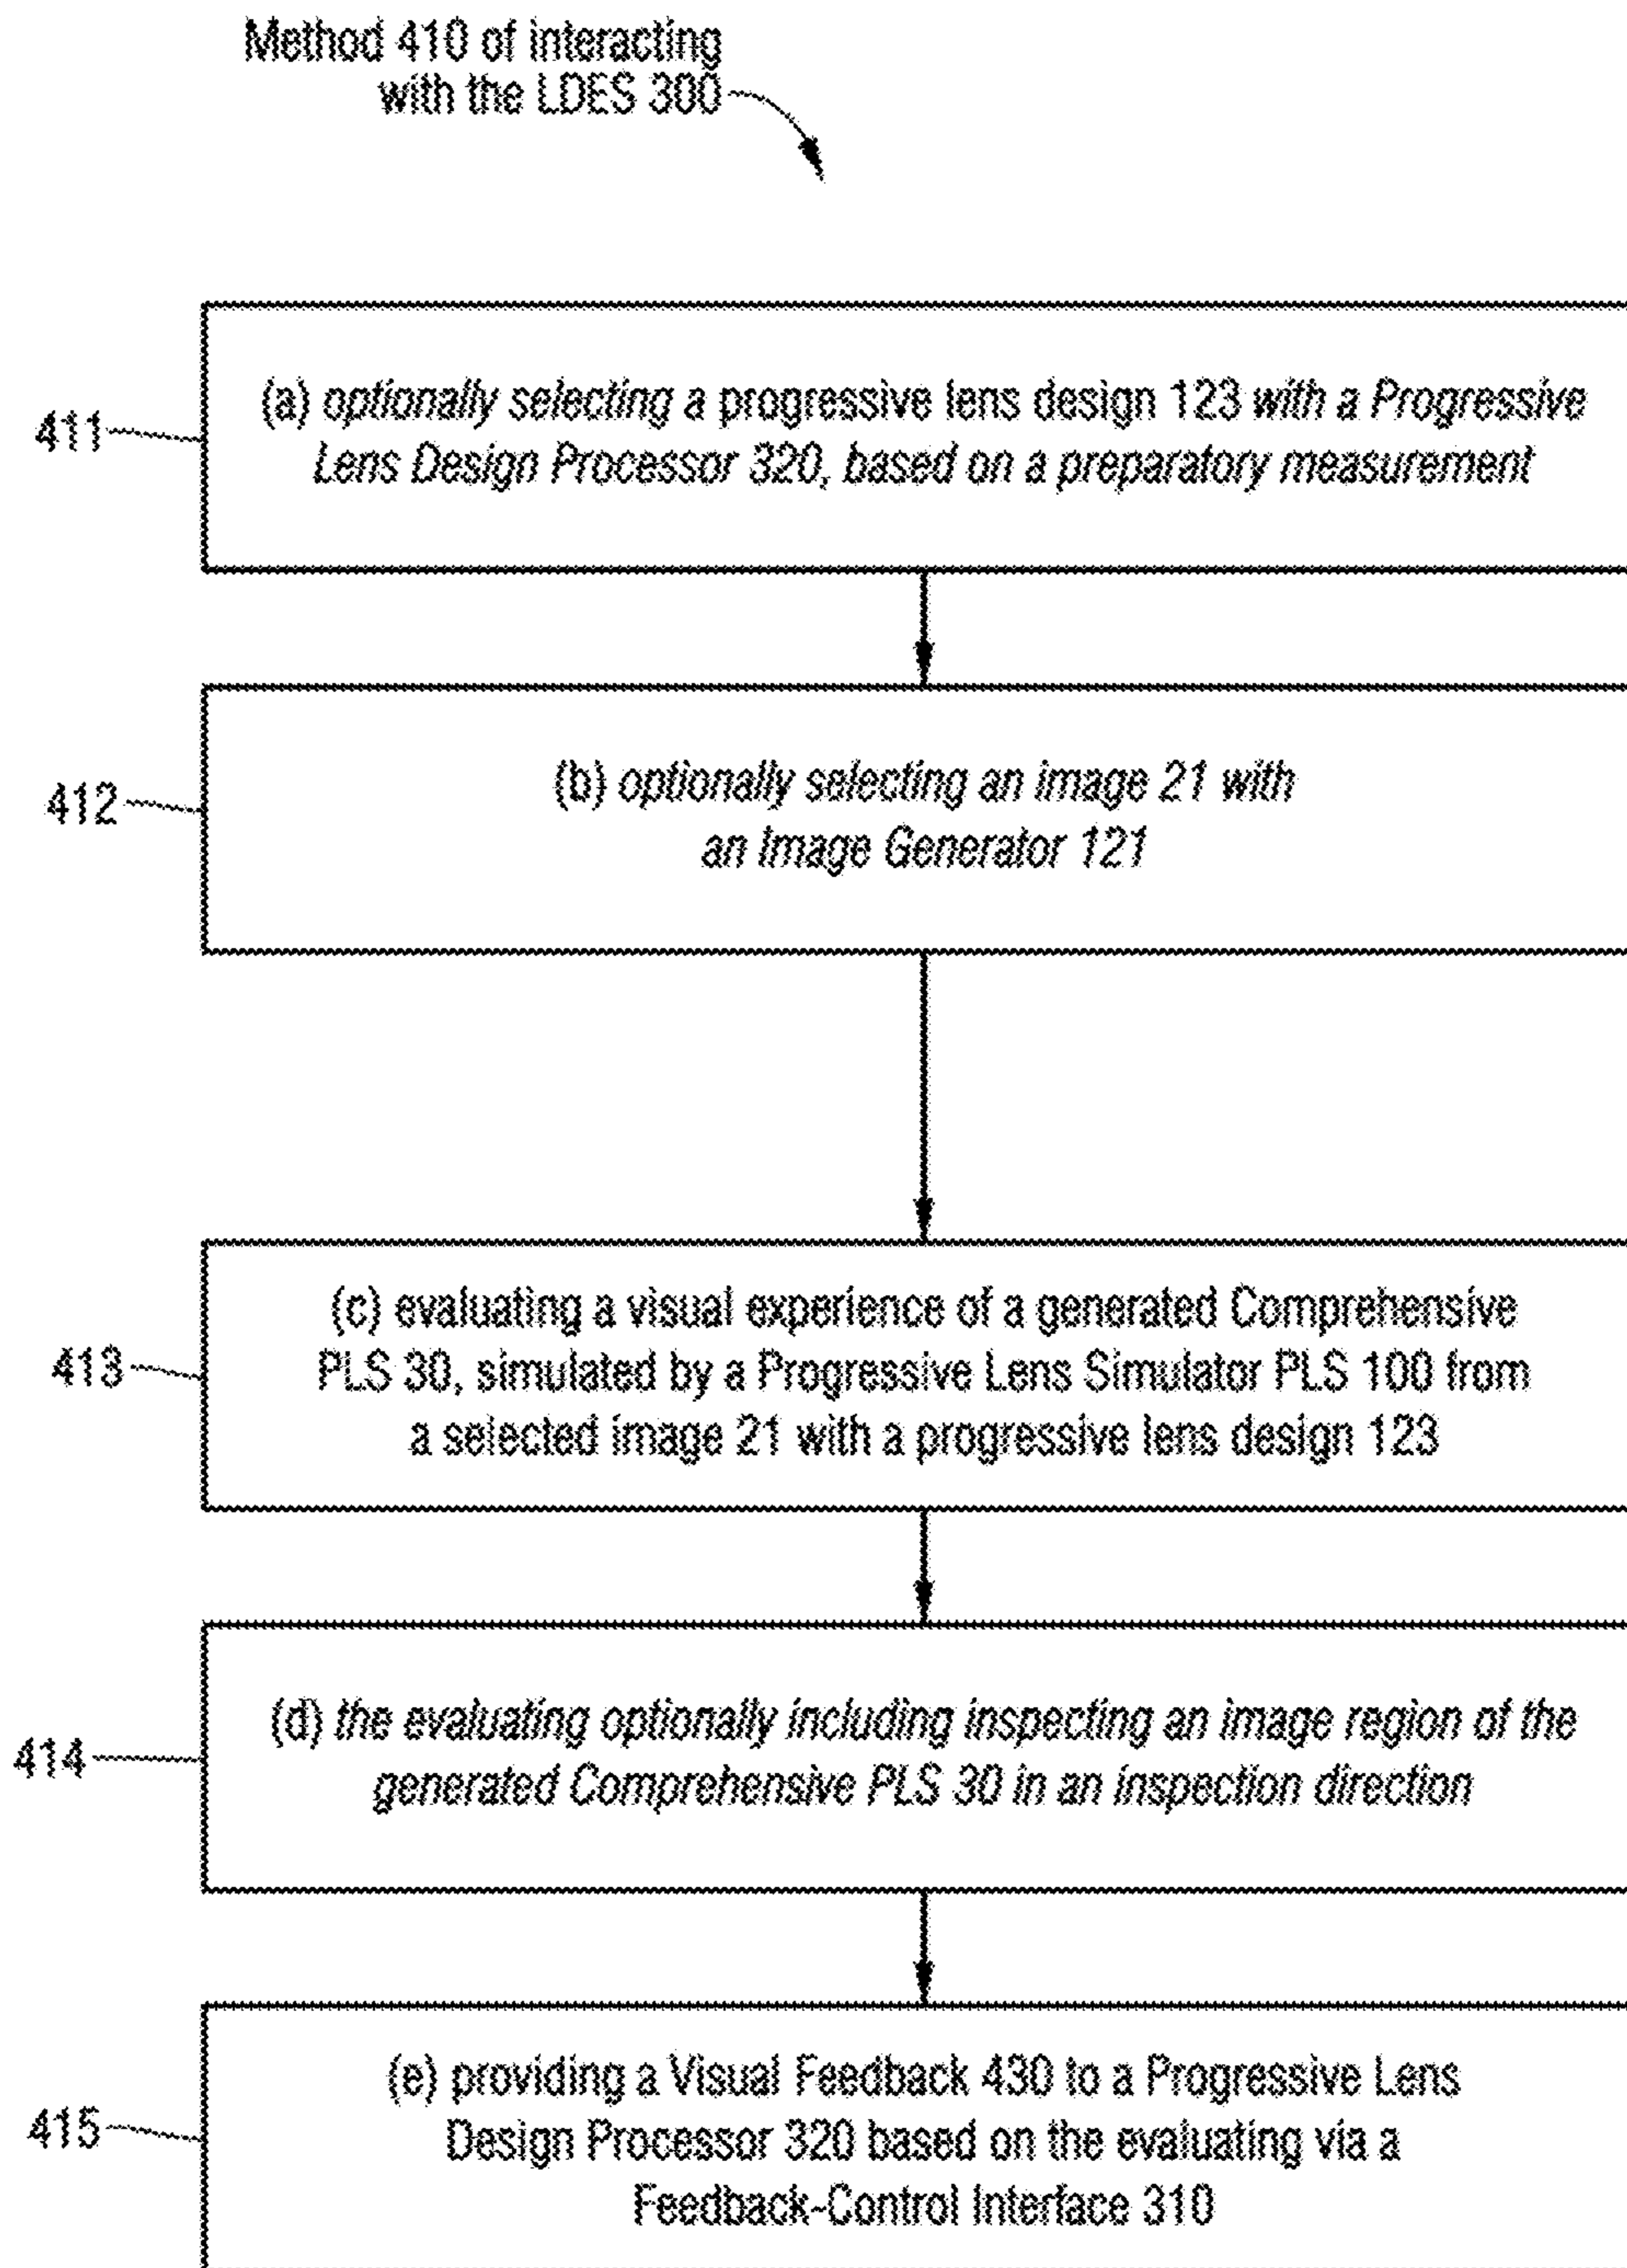 Method 410 of interacting
with the LDES 300
411
(a) optionally selecting a progressive lens design 123 with a Progressive
Lens Design Processor 320, based on a preparatory measurement
412
(b) optionally selecting an image 21 with
an Image Generator 121
413
(c) evaluating a visual experience of a generated Comprehensive
PLS 30, simulated by a Progressive Lens Simulator PLS 100 from
a selected image 21 with a progressive lens design 123
414
(d) the evaluating optionally including inspecting an image region of the
generated Comprehensive PLS 30 in an inspection direction
415
(e) providing a Visual Feedback 430 to a Progressive Lens
Design Processor 320 based on the evaluating via a
Feedback-Control Interface 310